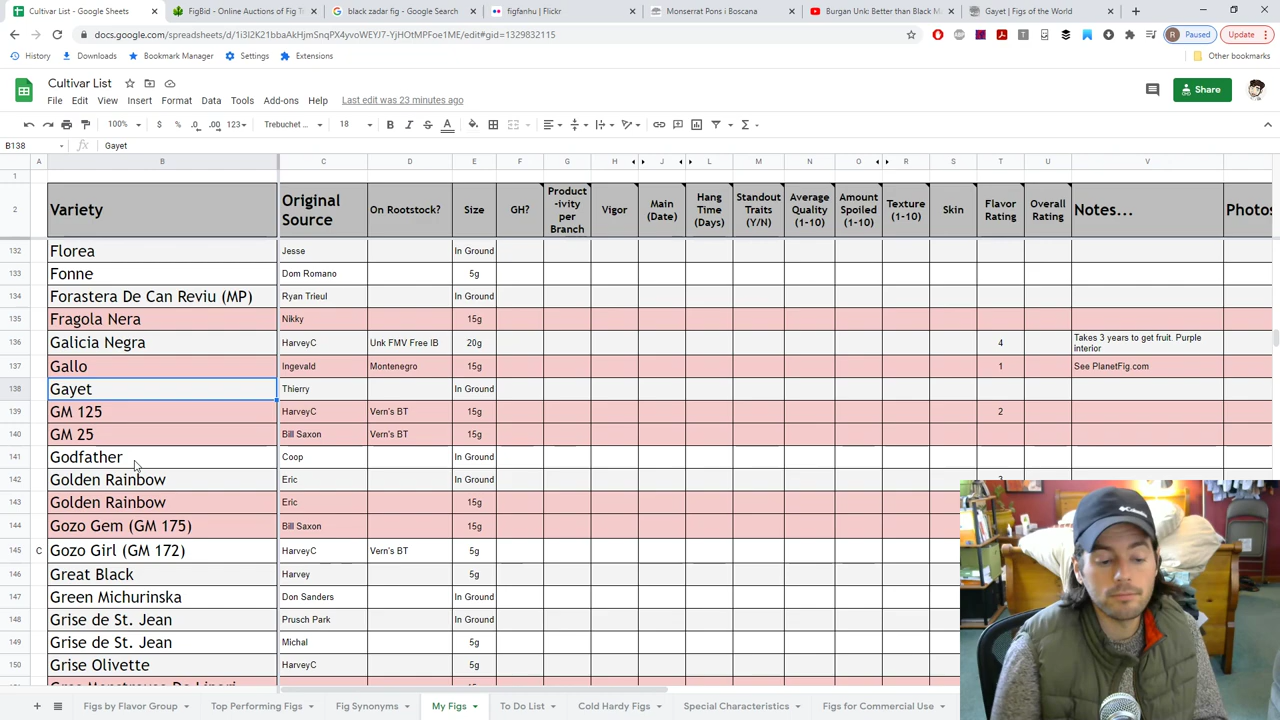 Cultivar List - Google Sheets
FigBid - Online Auctions of Fig T
black zadar fig - Google Search
figfanhu | Flickr
Monserrat Pons i Boscana
Burgan Unk: Better than Black M
Gayet | Figs of the World
docs.google.com/spreadsheets/d/1i3I2K21bbaAkHjmSnqPX4yvoWEYJ7-YjHOtMPFoe1ME/edit#gid=1329832115
Paused
Update
History
Downloads
Bookmark Manager
Settings
Extensions
Other bookmarks
Cultivar List
File Edit View Insert Format Data Tools Add-ons Help Last edit was 23 minutes ago
Share
100% $ % .0 .00 123 Trebuchet ... 18 B I S A
B138 fx Gayet
A B C D E F G H J L M N O R S T U V
1
2 Variety Original Source On Rootstock? Size GH? Product-ivity per Branch Vigor Main (Date) Hang Time (Days) Standout Traits (Y/N) Average Quality (1-10) Amount Spoiled (1-10) Texture (1-10) Skin Flavor Rating Overall Rating Notes... Photos
132 Florea Jesse In Ground
133 Fonne Dom Romano 5g
134 Forastera De Can Reviu (MP) Ryan Trieul In Ground
135 Fragola Nera Nikky 15g
136 Galicia Negra HarveyC Unk FMV Free IB 20g 4 Takes 3 years to get fruit. Purple interior
137 Gallo Ingevald Montenegro 15g 1 See PlanetFig.com
138 Gayet Thierry In Ground
139 GM 125 HarveyC Vern's BT 15g 2
140 GM 25 Bill Saxon Vern's BT 15g
141 Godfather Coop In Ground
142 Golden Rainbow Eric In Ground
143 Golden Rainbow Eric 15g
144 Gozo Gem (GM 175) Bill Saxon 15g
145 C Gozo Girl (GM 172) HarveyC Vern's BT 5g
146 Great Black Harvey 5g
147 Green Michurinska Don Sanders In Ground
148 Grise de St. Jean Prusch Park In Ground
149 Grise de St. Jean Michal 5g
150 Grise Olivette HarveyC 5g
Columbia
Figs by Flavor Group
Top Performing Figs
Fig Synonyms
My Figs
To Do List
Cold Hardy Figs
Special Characteristics
Figs for Commercial Use